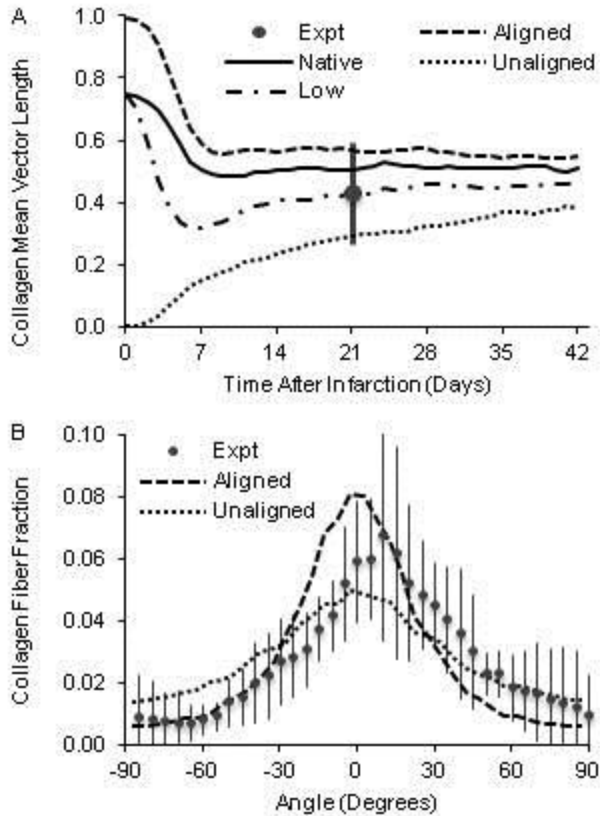 A
Expt
Aligned
Native
Unaligned
Low
1.0
0.8
0.6
0.4
0.2
0.0
Collagen Mean Vector Length
0 7 14 21 28 35 42
Time After Infarction (Days)
B
Expt
Aligned
Unaligned
0.10
0.08
0.06
0.04
0.02
0.00
Collagen Fiber Fraction
-90 -60 -30 0 30 60 90
Angle (Degrees)